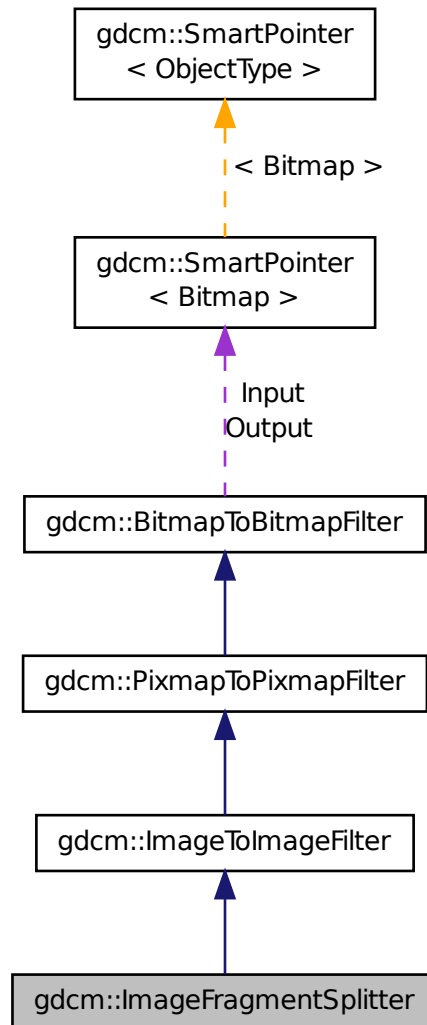 gdcm::SmartPointer
< ObjectType >
< Bitmap >
gdcm::SmartPointer
< Bitmap >
Input
Output
gdcm::BitmapToBitmapFilter
gdcm::PixmapToPixmapFilter
gdcm::ImageToImageFilter
gdcm::ImageFragmentSplitter